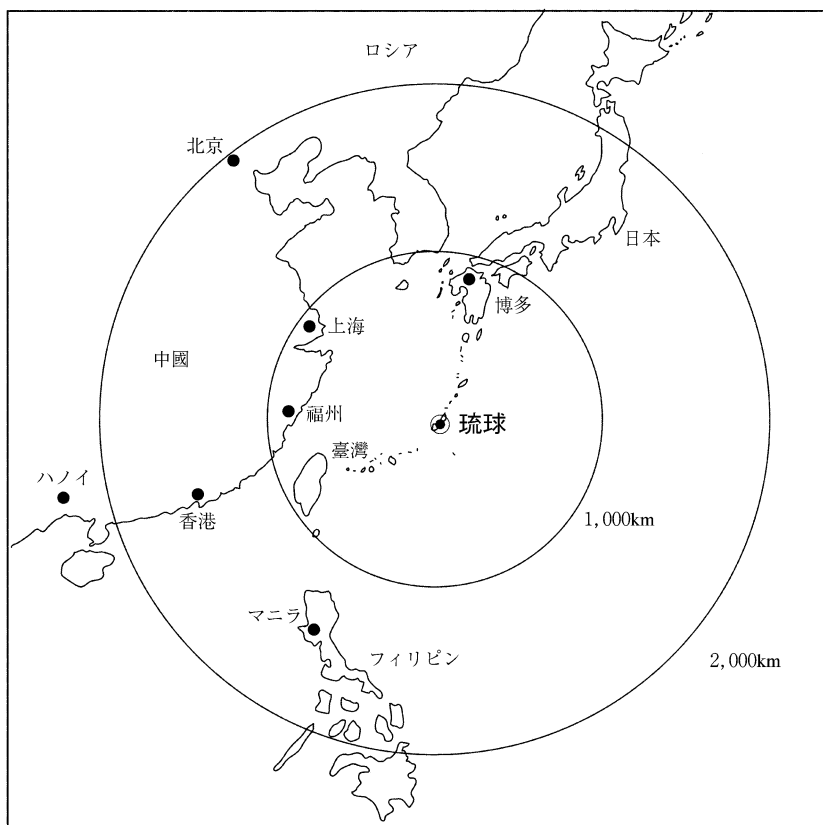 ロシア
北京
日本
博多
上海
中國
福州
琉球
臺灣
ハノイ
香港
1,000km
マニラ
フィリピン
2,000km